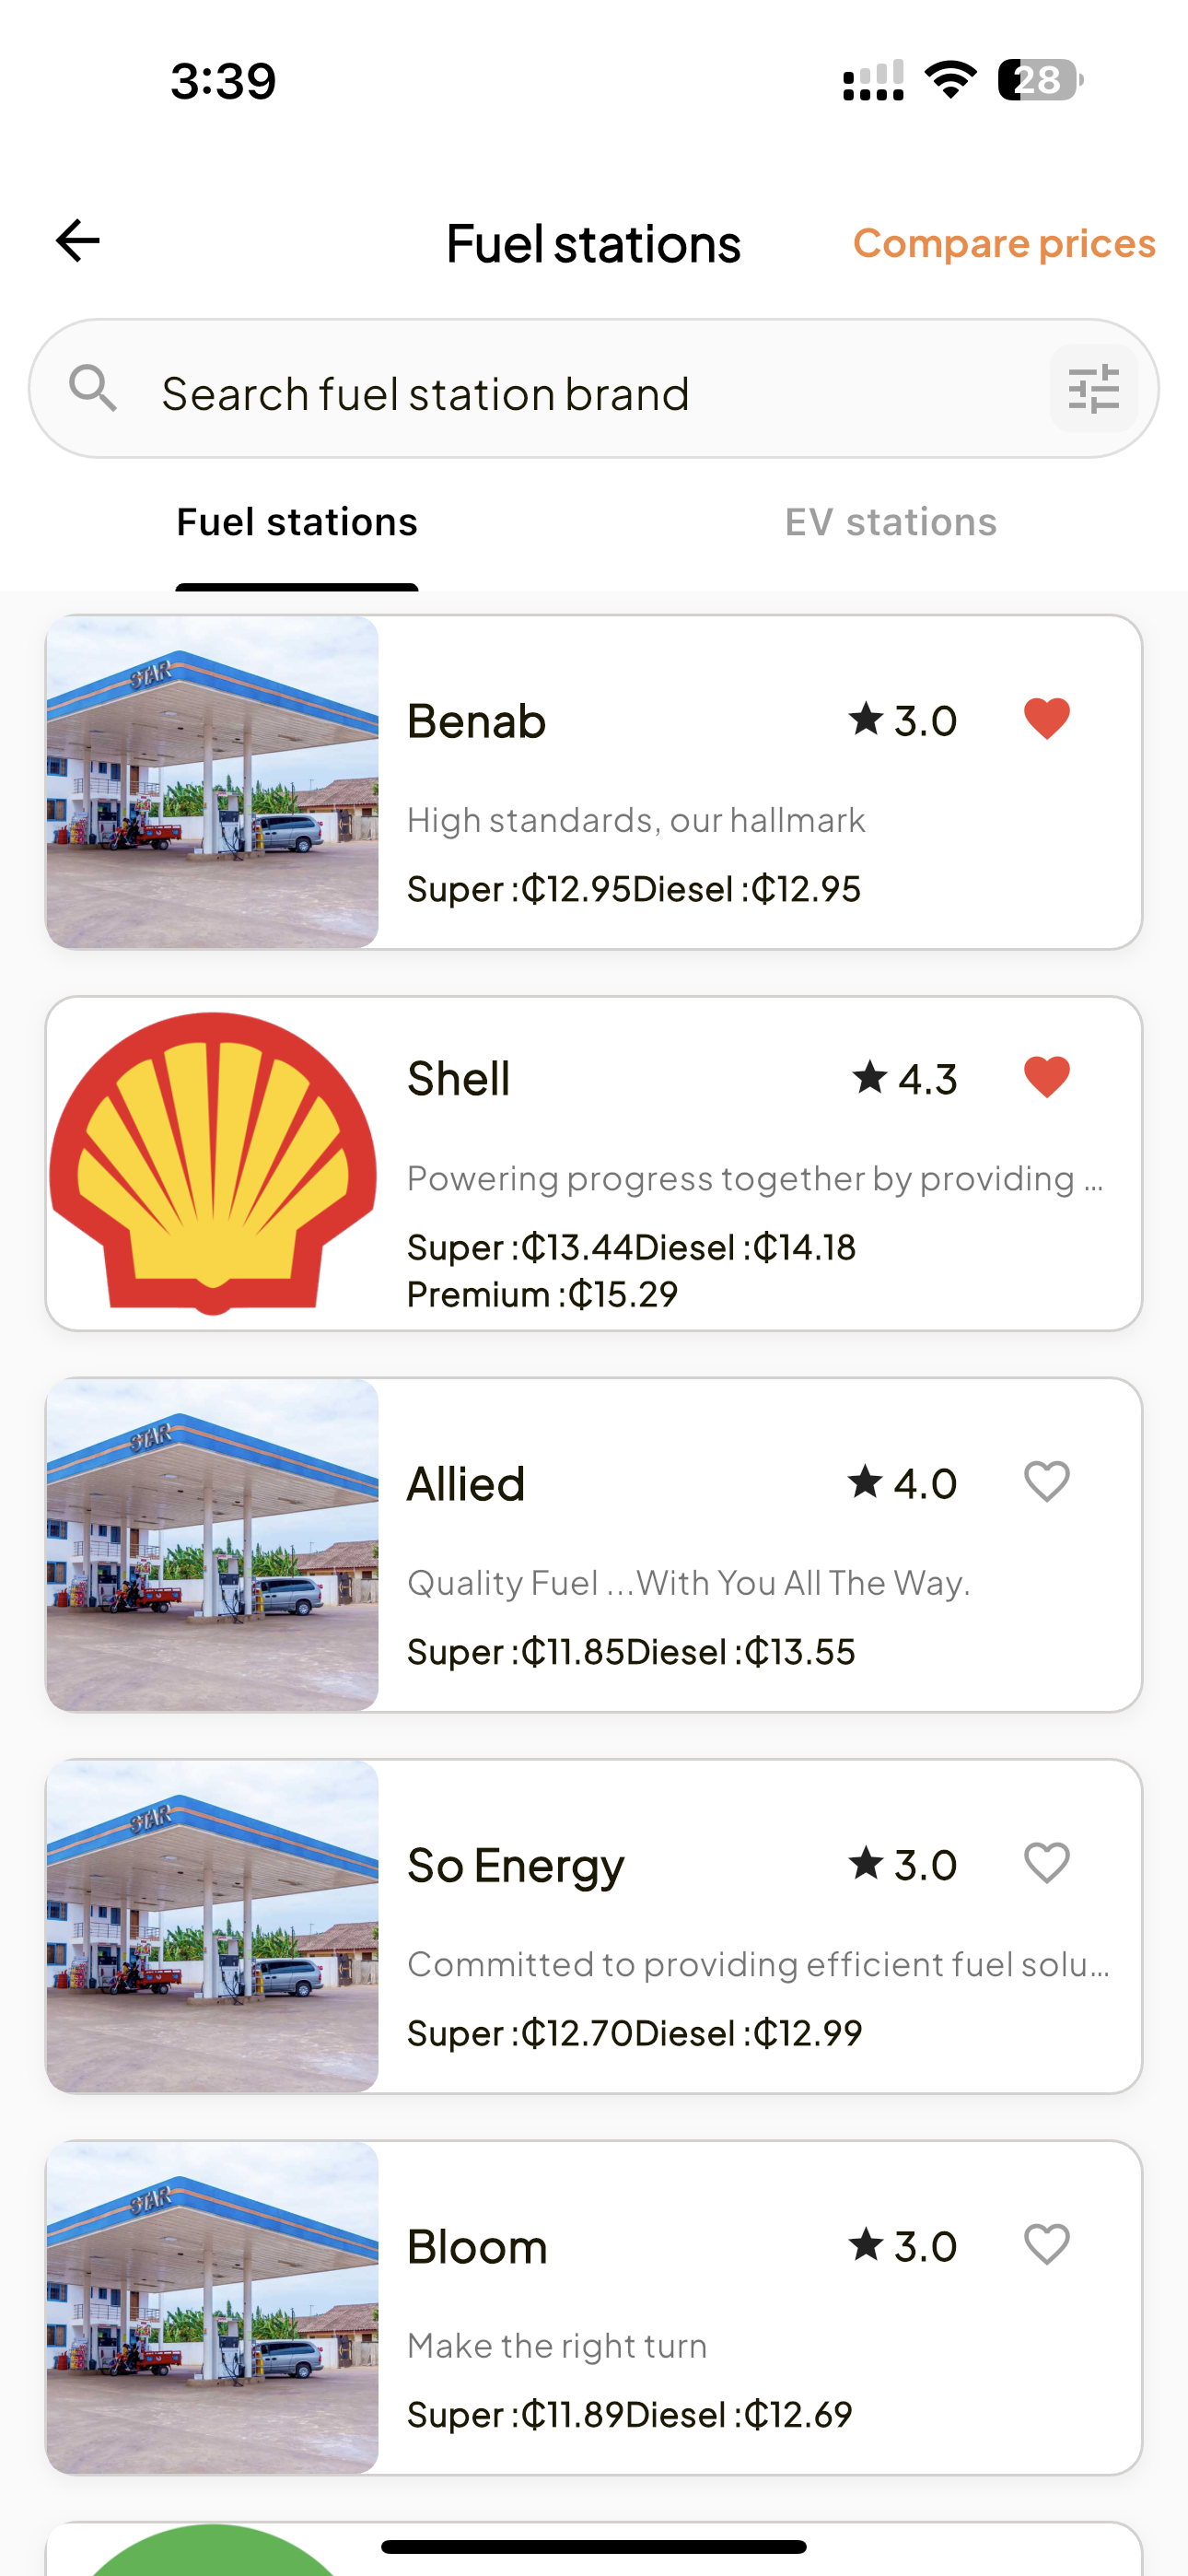 3:39
28
Fuel stations
Compare prices
Search fuel station brand
Fuel stations
EV stations
STAR
Benab
3.0
High standards, our hallmark
Super :₵12.95Diesel :₵12.95
Shell
4.3
Powering progress together by providing ...
Super :₵13.44Diesel :₵14.18
Premium :₵15.29
STAR
Allied
4.0
Quality Fuel ...With You All The Way.
Super :₵11.85Diesel :₵13.55
STAR
So Energy
3.0
Committed to providing efficient fuel solu...
Super :₵12.70Diesel :₵12.99
STAR
Bloom
3.0
Make the right turn
Super :₵11.89Diesel :₵12.69